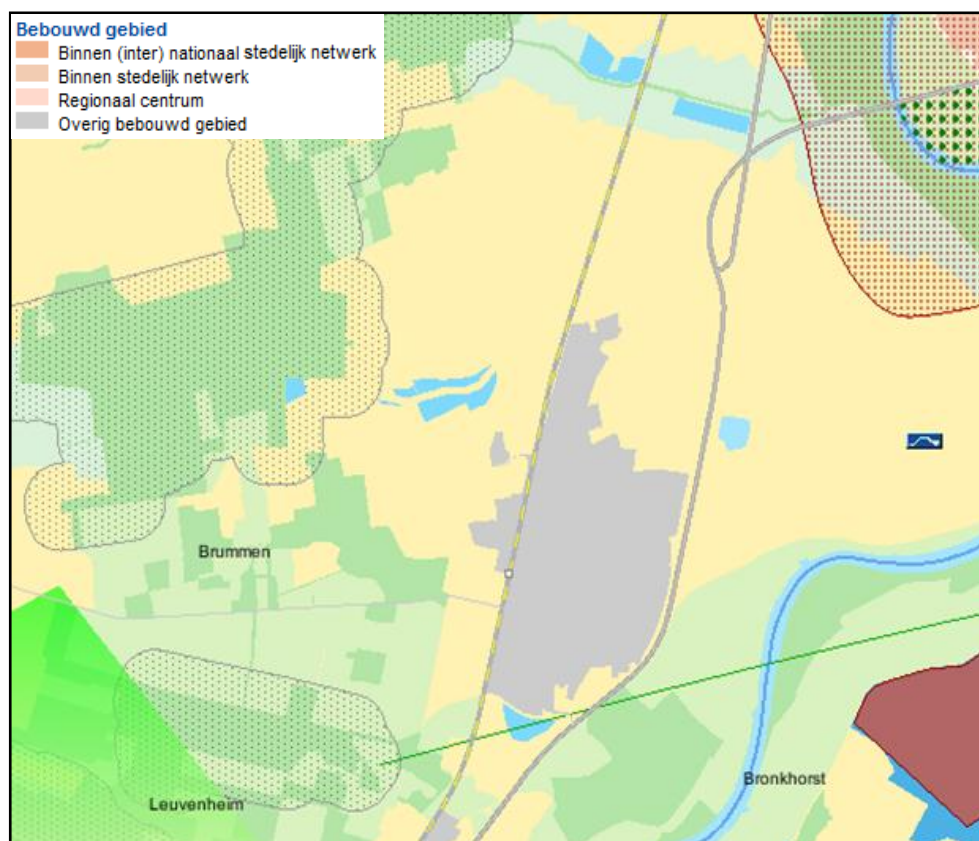 Bebouwd gebied
Binnen (inter) nationaal stedelijk netwerk
Binnen stedelijk netwerk
Regionaal centrum
Overig bebouwd gebied
Brummen
Bronkhorst
Leuvenheim